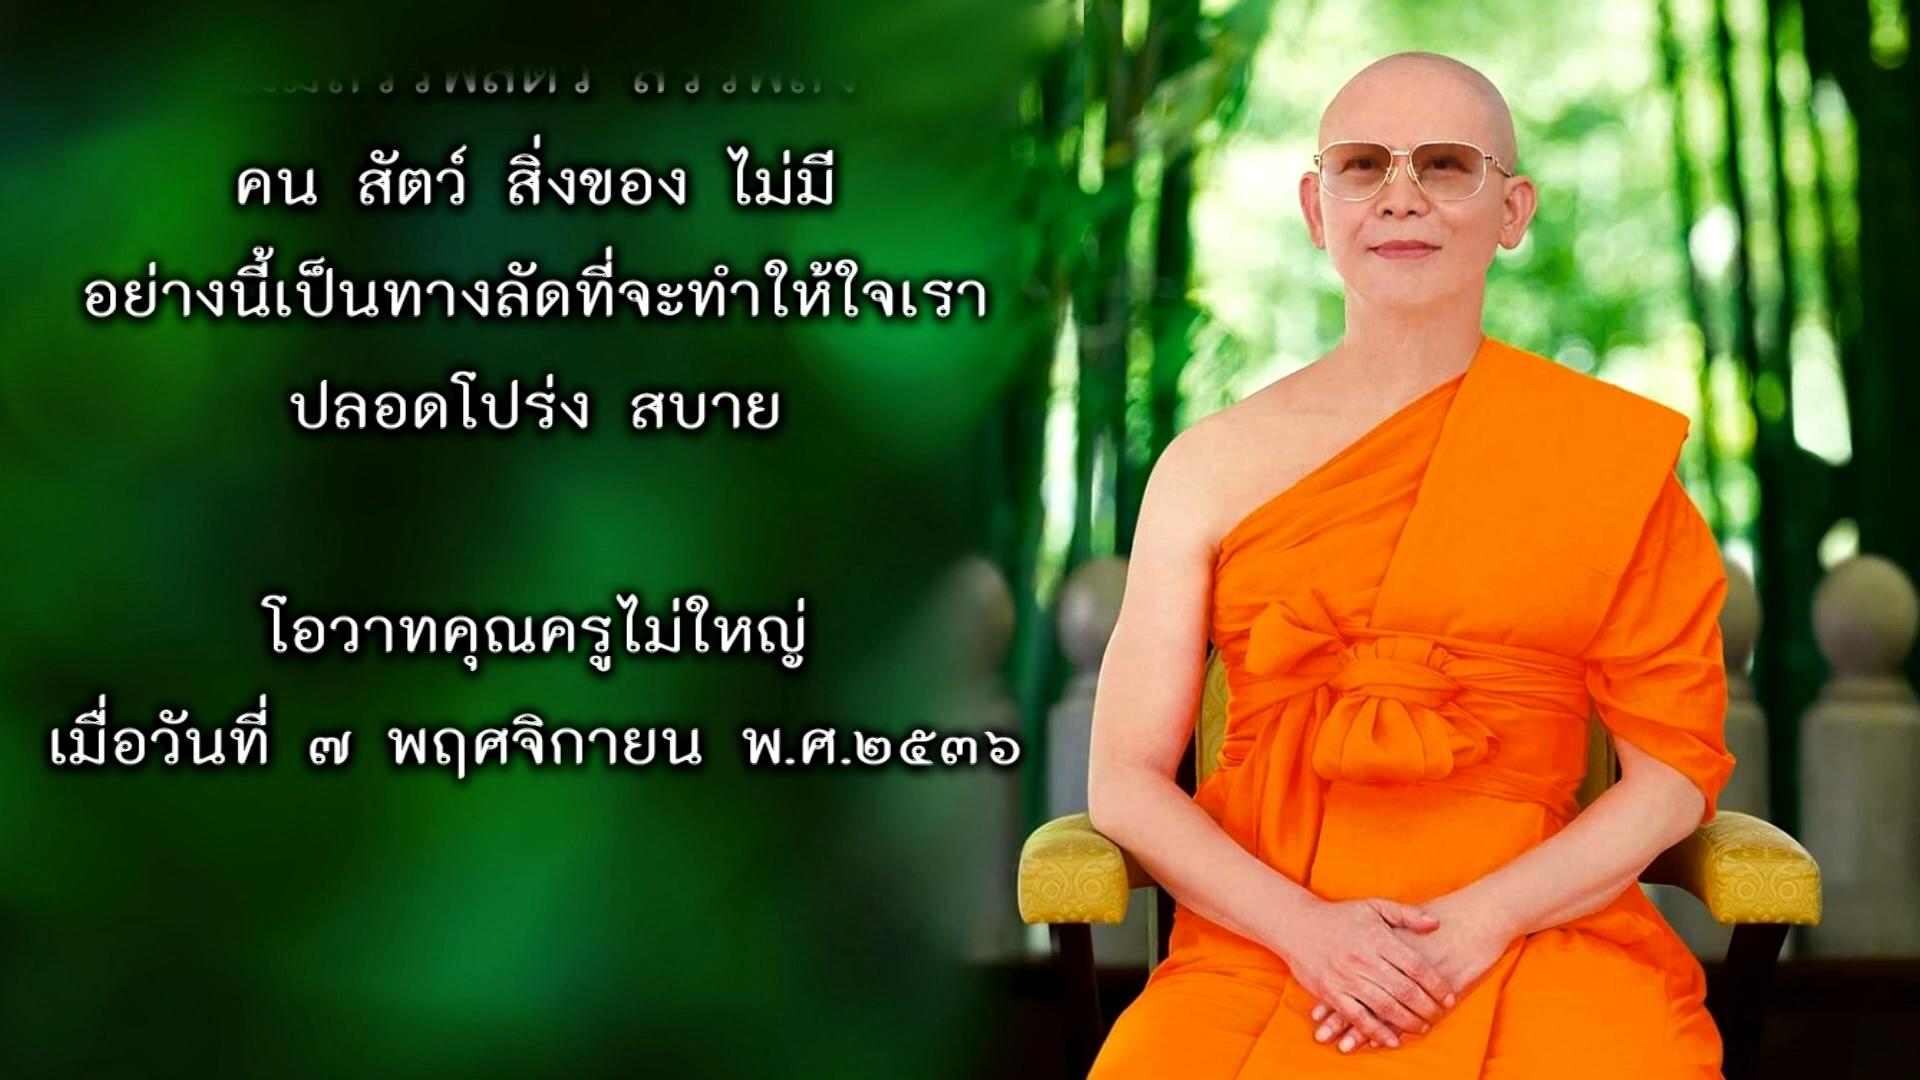 คน สัตว์ สิ่งของ ไม่มี
อย่างนี้เป็นทางลัดที่จะทำให้ใจเรา
ปลอดโปร่ง สบาย
โอวาทคุณครูไม่ใหญ่
เมื่อวันที่ ๗ พฤศจิกายน พ.ศ.๒๕๓๖